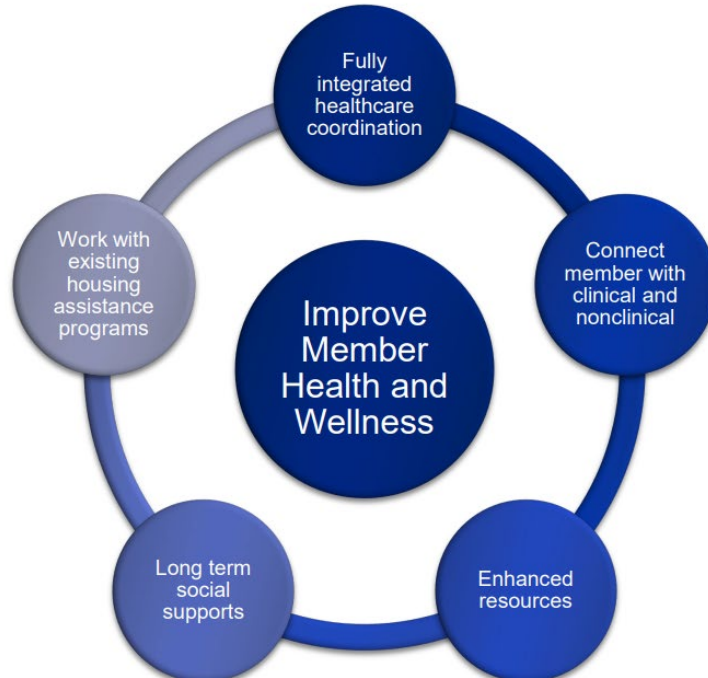 Fully
integrated
healthcare
coordination
Connect
member with
clinical and
nonclinical
Enhanced
resources
Long term
social
supports
Work with
existing
housing
assistance
programs
Improve
Member
Health and
Wellness